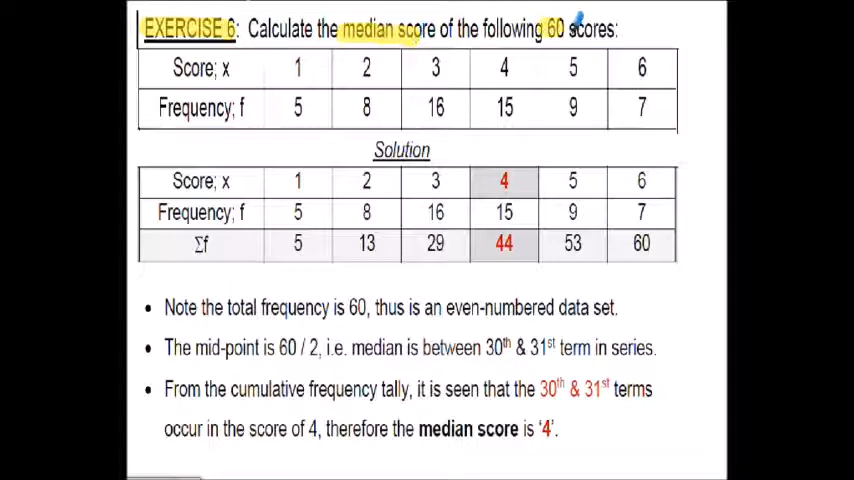 EXERCISE 6: Calculate the median score of the following 60 scores:
Score; x 1 2 3 4 5 6
Frequency; f 5 8 16 15 9 7
Solution
Score; x 1 2 3 4 5 6
Frequency; f 5 8 16 15 9 7
Σf 5 13 29 44 53 60
• Note the total frequency is 60, thus is an even-numbered data set.
• The mid-point is 60 / 2, i.e. median is between 30th & 31st term in series.
• From the cumulative frequency tally, it is seen that the 30th & 31st terms
occur in the score of 4, therefore the median score is ‘4’.